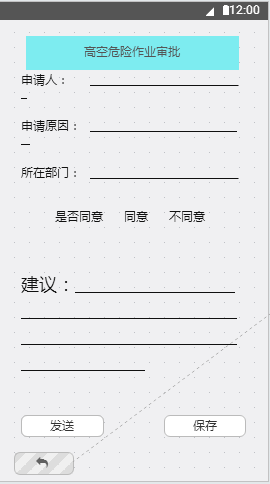 12:00
高空危险作业审批
申请人：
申请原因：
所在部门：
是否同意 同意 不同意
建议：
发送 保存